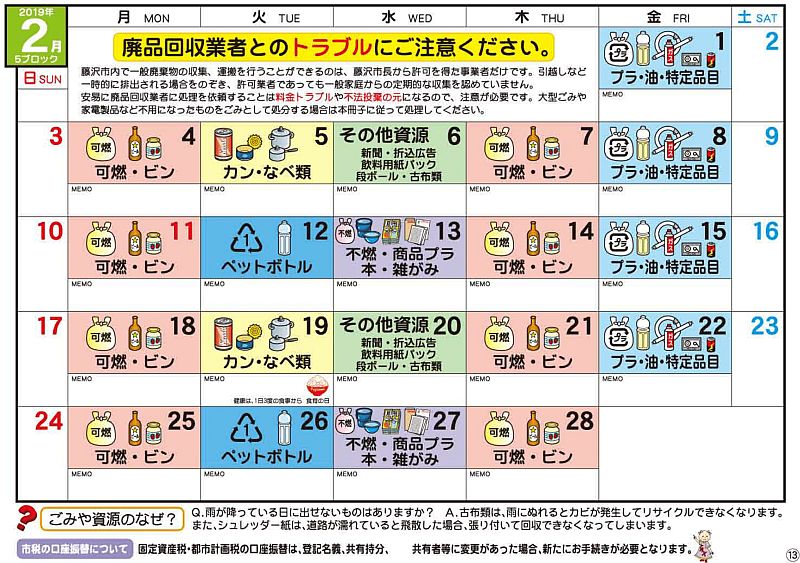 2019年
2月
5ブロック
日 SUN
月 MON
火 TUE
水 WED
木 THU
金 FRI
土 SAT
廃品回収業者とのトラブルにご注意ください。
藤沢市内で一般廃棄物の収集、運搬を行うことができるのは、藤沢市長から許可を得た事業者だけです。引越しなど
一時的に排出される場合をのぞき、許可業者であっても一般家庭からの定期的な収集を認めていません。
安易に廃品回収業者に処理を依頼することは料金トラブルや不法投棄の元になるので、注意が必要です。大型ごみや
家電製品など不用になったものをごみとして処分する場合は本冊子に従って処理してください。
プラ 1
プラ・油・特定品目
MEMO
2
3
可燃 4
可燃・ビン
MEMO
5
カン・なべ類
MEMO
その他資源 6
新聞・折込広告
飲料用紙パック
段ボール・古布類
MEMO
可燃 7
可燃・ビン
MEMO
プラ 8
プラ・油・特定品目
MEMO
9
10
可燃 11
可燃・ビン
MEMO
1 12
ペットボトル
MEMO
不燃 13
不燃・商品プラ
本・雑がみ
MEMO
可燃 14
可燃・ビン
MEMO
プラ 15
プラ・油・特定品目
MEMO
16
17
可燃 18
可燃・ビン
MEMO
19
カン・なべ類
MEMO
健康は、1日3度の食事から 食育の日
その他資源 20
新聞・折込広告
飲料用紙パック
段ボール・古布類
MEMO
可燃 21
可燃・ビン
MEMO
プラ 22
プラ・油・特定品目
MEMO
23
24
可燃 25
可燃・ビン
MEMO
1 26
ペットボトル
MEMO
不燃 27
不燃・商品プラ
本・雑がみ
MEMO
可燃 28
可燃・ビン
MEMO
? ごみや資源のなぜ?
Q.雨が降っている日に出せないものはありますか? A.古布類は、雨にぬれるとカビが発生してリサイクルできなくなります。
また、シュレッダー紙は、道路が濡れていると飛散した場合、張り付いて回収できなくなってしまいます。
市税の口座振替について 固定資産税・都市計画税の口座振替は、登記名義、共有持分、 共有者等に変更があった場合、新たにお手続きが必要となります。
⑬